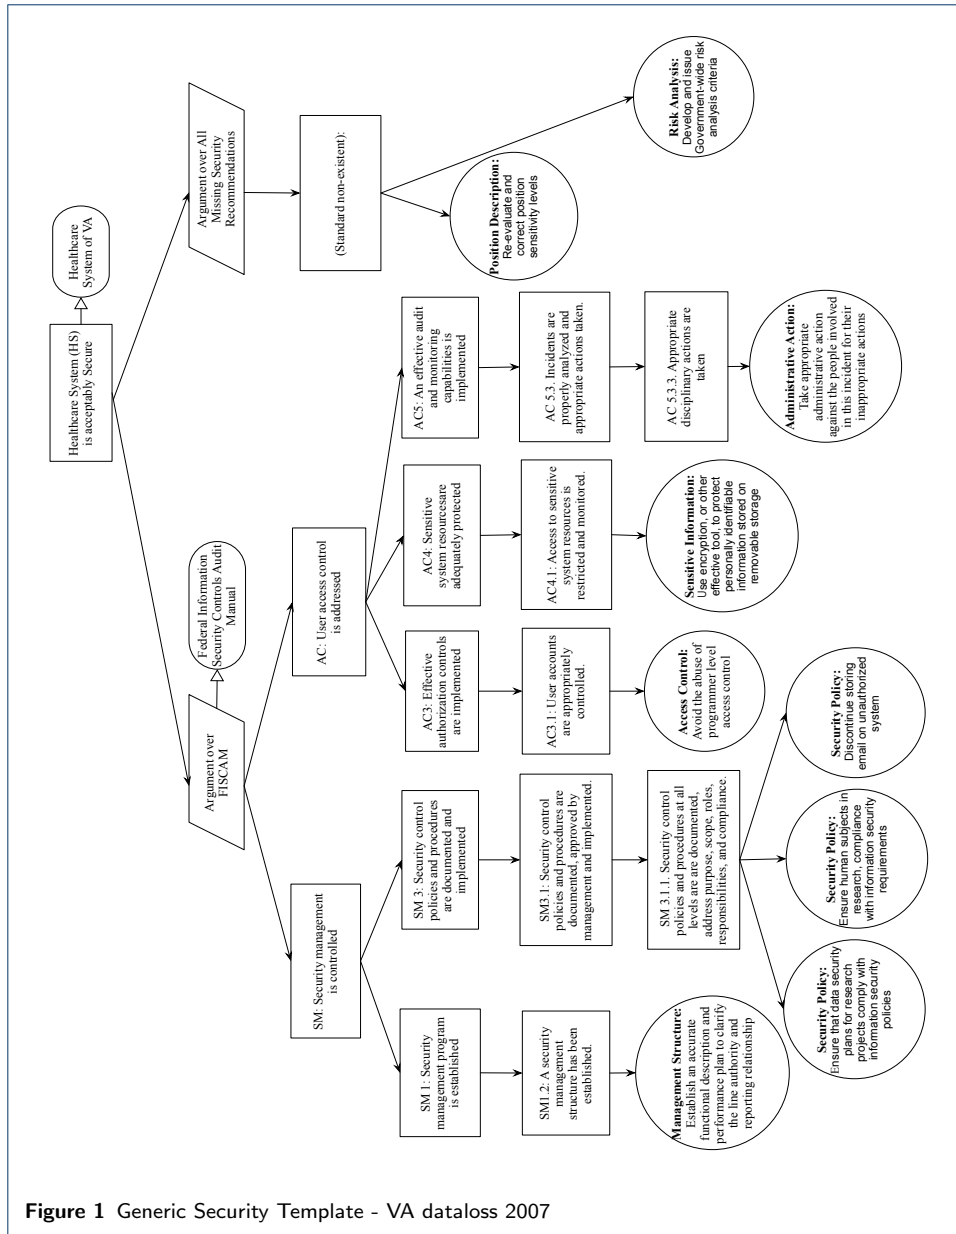 Healthcare System (HS)
is acceptably Secure
Healthcare
System of VA
Argument over
FISCAM
Federal Information
Security Controls Audit
Manual
Argument over All
Missing Security
Recommendations
SM: Security management
is controlled
AC: User access control
is addressed
(Standard non-existent):
SM 1: Security
management program
is established
SM 3: Security control
policies and procedures
are documented and
implemented
AC3: Effective
authorization controls
are implemented
AC4: Sensitive
system resourcesare
adequately protected
AC5: An effective audit
and monitoring
capabilities is
implemented
Position Description:
Re-evaluate and
correct position
sensitivity levels
Risk Analysis:
Develop and issue
Government-wide risk
analysis criteria
SM1.2: A security
management
structure has been
established.
SM3.1: Security control
policies and procedures are
documented, approved by
management and implemented.
AC3.1: User accounts
are appropriately
controlled.
AC4.1: Access to sensitive
system resources is
restricted and monitored.
AC 5.3. Incidents are
properly analyzed and
appropriate actions taken.
Management Structure:
Establish an accurate
functional description and
performance plan to clarify
the line authority and
reporting relationship
SM 3.1.1. Security control
policies and procedures at all
levels are are documented,
address purpose, scope, roles,
responsibilities, and compliance.
Access Control:
Avoid the abuse of
programmer level
access control
Sensitive Information:
Use encryption, or other
effective tool, to protect
personally identifiable
information stored on
removable storage
AC 5.3.3. Appropriate
disciplinary actions are
taken
Security Policy:
Ensure that data security
plans for research
projects comply with
information security
policies
Security Policy:
Ensure human subjects in
research, compliance
with information security
requirements
Security Policy:
Discontinue storing
email on unauthorized
system
Administrative Action:
Take appropriate
administrative action
against the people involved
in this incident for their
inappropriate actions
Figure 1 Generic Security Template - VA dataloss 2007